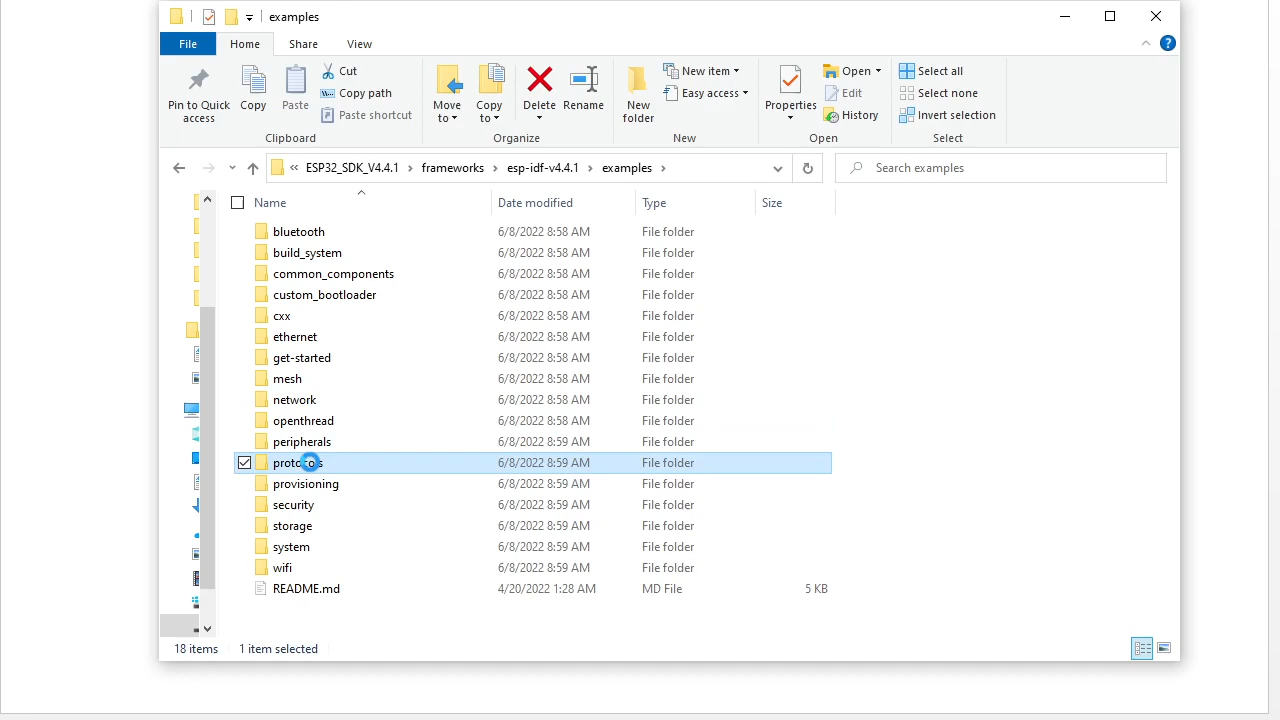 examples
File Home Share View
Pin to Quick access
Copy
Paste
Cut
Copy path
Paste shortcut
Clipboard
Move to
Copy to
Delete
Rename
Organize
New folder
New item
Easy access
New
Properties
Open
Edit
History
Open
Select all
Select none
Invert selection
Select
« ESP32_SDK_V4.4.1 › frameworks › esp-idf-v4.4.1 › examples ›
Search examples
Name Date modified Type Size
bluetooth 6/8/2022 8:58 AM File folder
build_system 6/8/2022 8:58 AM File folder
common_components 6/8/2022 8:58 AM File folder
custom_bootloader 6/8/2022 8:58 AM File folder
cxx 6/8/2022 8:58 AM File folder
ethernet 6/8/2022 8:58 AM File folder
get-started 6/8/2022 8:58 AM File folder
mesh 6/8/2022 8:58 AM File folder
network 6/8/2022 8:58 AM File folder
openthread 6/8/2022 8:58 AM File folder
peripherals 6/8/2022 8:59 AM File folder
protocols 6/8/2022 8:59 AM File folder
provisioning 6/8/2022 8:59 AM File folder
security 6/8/2022 8:59 AM File folder
storage 6/8/2022 8:59 AM File folder
system 6/8/2022 8:59 AM File folder
wifi 6/8/2022 8:59 AM File folder
README.md 4/20/2022 1:28 AM MD File 5 KB
18 items 1 item selected